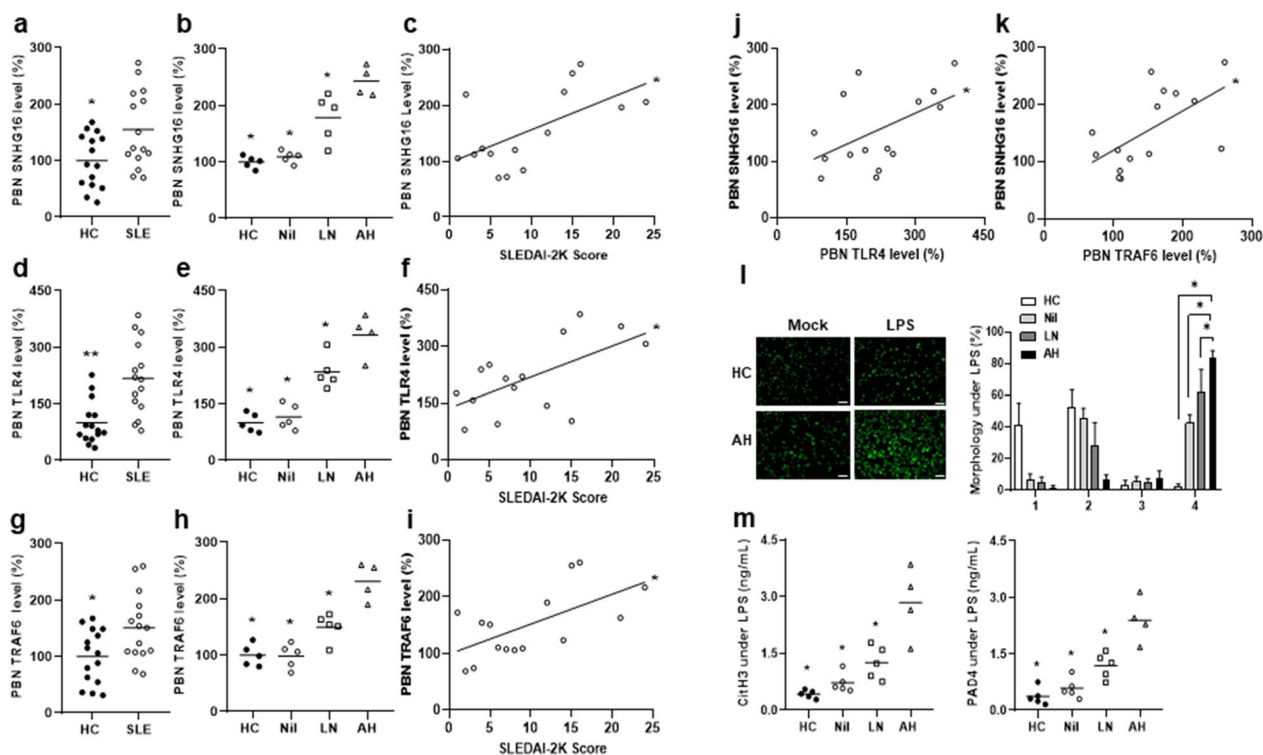 a
PBN SNHG16 level (%)
300
200
100
0
HC
SLE
*
b
PBN SNHG16 level (%)
300
200
100
0
HC
Nil
LN
AH
*
*
*
c
PBN SNHG16 Level (%)
300
200
100
0
0
5
10
15
20
25
SLEDAI-2K Score
*
j
PBN SNHG16 level (%)
300
200
100
0
0
150
300
450
PBN TLR4 level (%)
*
k
PBN SNHG16 level (%)
300
200
100
0
0
100
200
300
PBN TRAF6 level (%)
*
d
PBN TLR4 level (%)
450
300
150
0
HC
SLE
**
e
PBN TLR4 level (%)
450
300
150
0
HC
Nil
LN
AH
*
*
*
f
PBN TLR4 level (%)
450
300
150
0
0
5
10
15
20
25
SLEDAI-2K Score
*
l
Mock
LPS
HC
AH
HC
Nil
LN
AH
Morphology under LPS (%)
100
80
60
40
20
0
1
2
3
4
*
*
*
g
PBN TRAF6 level (%)
300
200
100
0
HC
SLE
*
h
PBN TRAF6 level (%)
300
200
100
0
HC
Nil
LN
AH
*
*
*
i
PBN TRAF6 level (%)
300
200
100
0
0
5
10
15
20
25
SLEDAI-2K Score
*
m
CitH3 under LPS (ng/mL)
4.5
3.0
1.5
0.0
HC
Nil
LN
AH
*
*
*
PAD4 under LPS (ng/mL)
4.5
3.0
1.5
0.0
HC
Nil
LN
AH
*
*
*